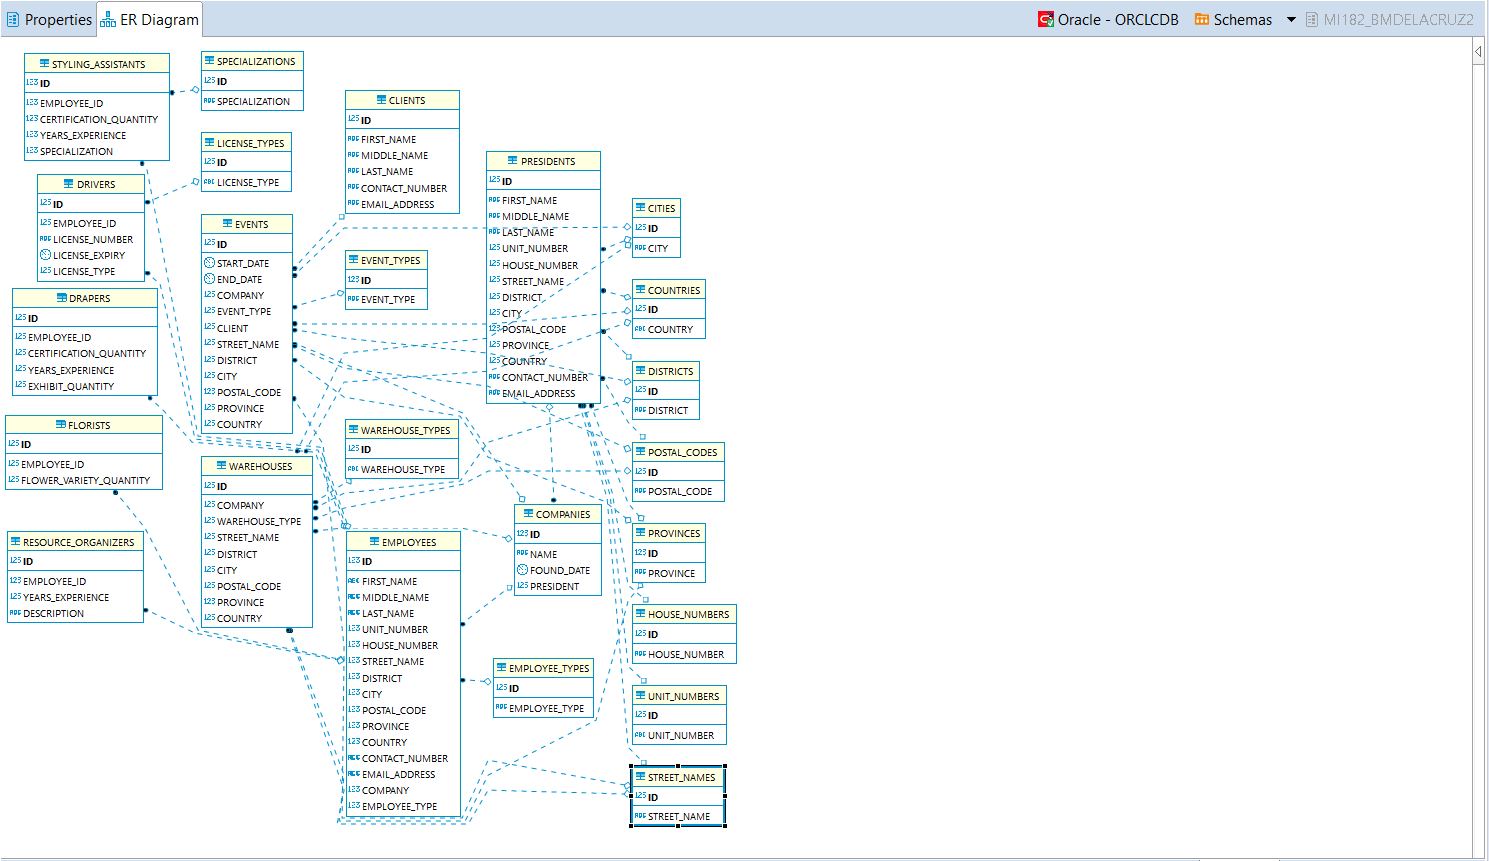 Properties ER Diagram Oracle - ORCLCDB Schemas MI182_BMDELACRUZ2
STYLING_ASSISTANTS
123 ID
123 EMPLOYEE_ID
123 CERTIFICATION_QUANTITY
123 YEARS_EXPERIENCE
123 SPECIALIZATION
SPECIALIZATIONS
123 ID
ABC SPECIALIZATION
LICENSE_TYPES
123 ID
ABC LICENSE_TYPE
DRIVERS
123 ID
123 EMPLOYEE_ID
ABC LICENSE_NUMBER
LICENSE_EXPIRY
123 LICENSE_TYPE
DRAPERS
123 ID
123 EMPLOYEE_ID
123 CERTIFICATION_QUANTITY
123 YEARS_EXPERIENCE
123 EXHIBIT_QUANTITY
FLORISTS
123 ID
123 EMPLOYEE_ID
123 FLOWER_VARIETY_QUANTITY
RESOURCE_ORGANIZERS
123 ID
123 EMPLOYEE_ID
123 YEARS_EXPERIENCE
ABC DESCRIPTION
EVENTS
123 ID
START_DATE
END_DATE
123 COMPANY
123 EVENT_TYPE
123 CLIENT
123 STREET_NAME
123 DISTRICT
123 CITY
123 POSTAL_CODE
123 PROVINCE
123 COUNTRY
WAREHOUSES
123 ID
123 COMPANY
123 WAREHOUSE_TYPE
123 STREET_NAME
123 DISTRICT
123 CITY
123 POSTAL_CODE
123 PROVINCE
123 COUNTRY
CLIENTS
123 ID
ABC FIRST_NAME
ABC MIDDLE_NAME
ABC LAST_NAME
ABC CONTACT_NUMBER
ABC EMAIL_ADDRESS
EVENT_TYPES
123 ID
ABC EVENT_TYPE
WAREHOUSE_TYPES
123 ID
ABC WAREHOUSE_TYPE
EMPLOYEES
123 ID
ABC FIRST_NAME
ABC MIDDLE_NAME
ABC LAST_NAME
123 UNIT_NUMBER
123 HOUSE_NUMBER
123 STREET_NAME
123 DISTRICT
123 CITY
123 POSTAL_CODE
123 PROVINCE
123 COUNTRY
ABC CONTACT_NUMBER
ABC EMAIL_ADDRESS
123 COMPANY
123 EMPLOYEE_TYPE
PRESIDENTS
123 ID
ABC FIRST_NAME
ABC MIDDLE_NAME
ABC LAST_NAME
123 UNIT_NUMBER
123 HOUSE_NUMBER
123 STREET_NAME
123 DISTRICT
123 CITY
123 POSTAL_CODE
123 PROVINCE
123 COUNTRY
ABC CONTACT_NUMBER
ABC EMAIL_ADDRESS
COMPANIES
123 ID
ABC NAME
FOUND_DATE
123 PRESIDENT
EMPLOYEE_TYPES
123 ID
ABC EMPLOYEE_TYPE
CITIES
123 ID
ABC CITY
COUNTRIES
123 ID
ABC COUNTRY
DISTRICTS
123 ID
ABC DISTRICT
POSTAL_CODES
123 ID
ABC POSTAL_CODE
PROVINCES
123 ID
ABC PROVINCE
HOUSE_NUMBERS
123 ID
ABC HOUSE_NUMBER
UNIT_NUMBERS
123 ID
ABC UNIT_NUMBER
STREET_NAMES
123 ID
ABC STREET_NAME